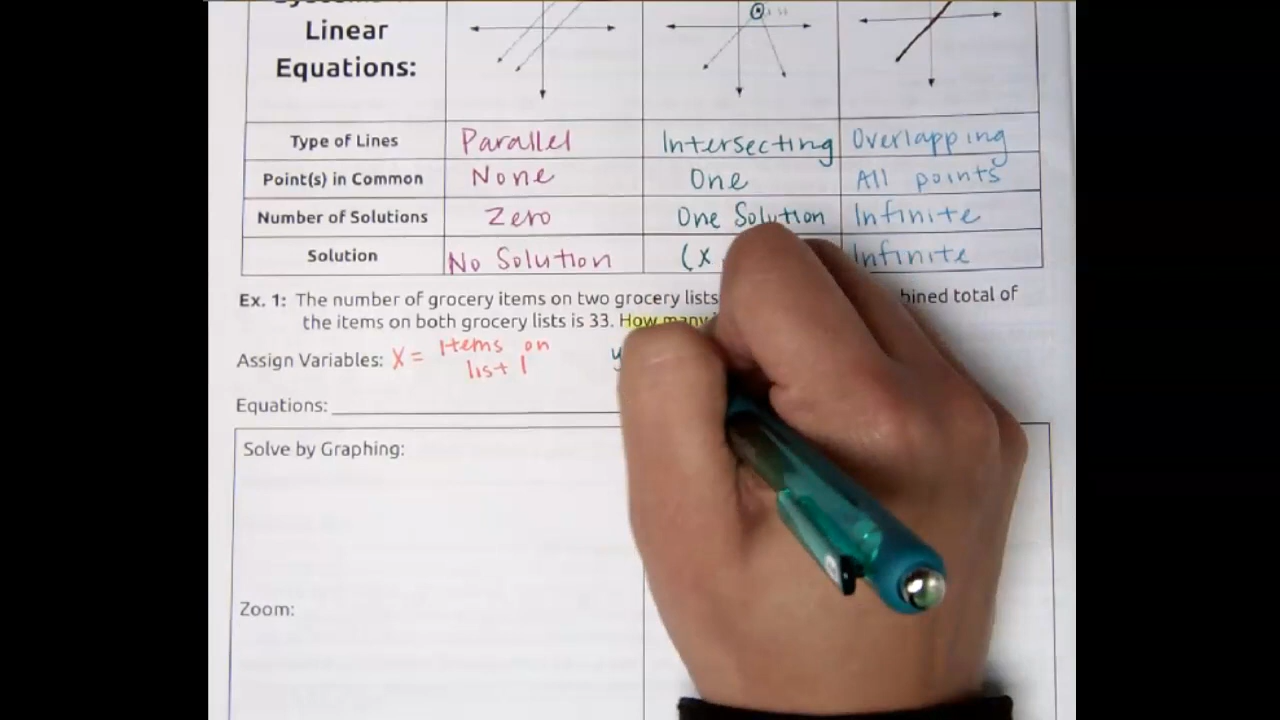 Linear
Equations:
Type of Lines Parallel Intersecting Overlapping
Point(s) in Common None One All points
Number of Solutions Zero One Solution Infinite
Solution No Solution (x Infinite
Ex. 1: The number of grocery items on two grocery lists
total of
the items on both grocery lists is 33. How many
Assign Variables: x = items on
list 1
y
Equations:
Solve by Graphing:
Zoom: